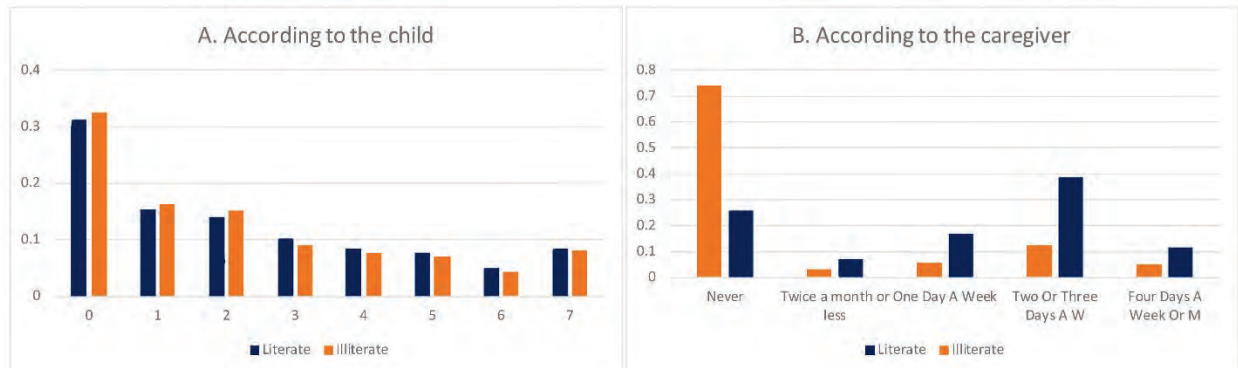 A. According to the child
0.4
0.3
0.2
0.1
0
0 1 2 3 4 5 6 7
Literate Illiterate
B. According to the caregiver
0.8
0.7
0.6
0.5
0.4
0.3
0.2
0.1
0
Never Twice a month or One Day A Week Two Or Three Four Days A
less Days A W Week Or M
Literate Illiterate